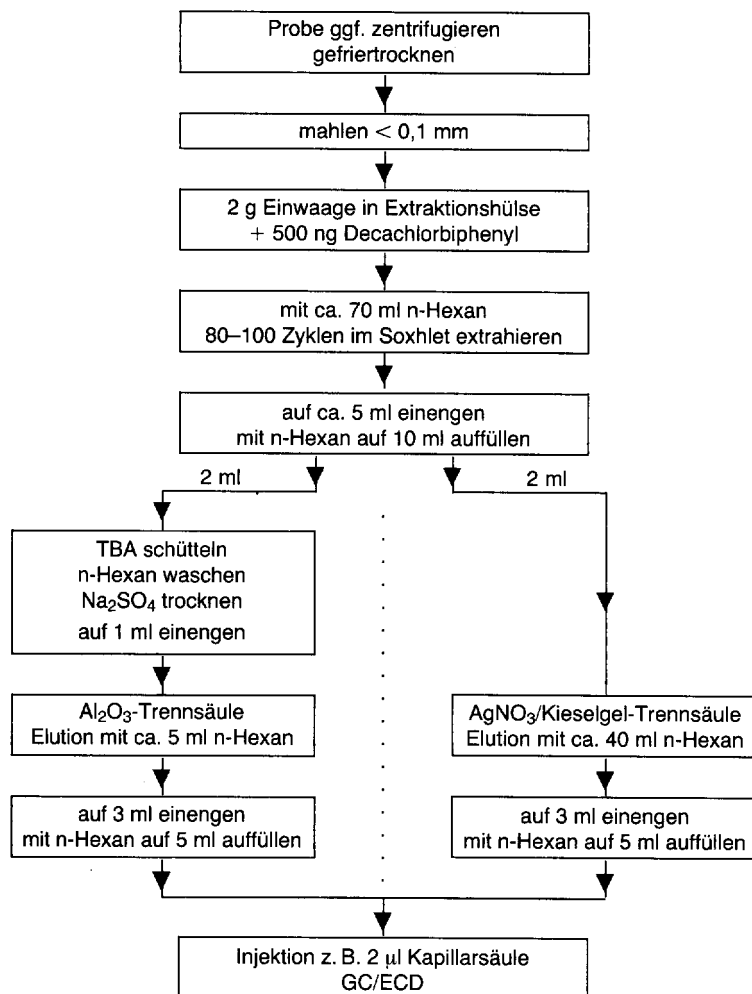 Probe ggf. zentrifugieren
gefriertrocknen
mahlen < 0,1 mm
2 g Einwaage in Extraktionshülse
+ 500 ng Decachlorbiphenyl
mit ca. 70 ml n-Hexan
80–100 Zyklen im Soxhlet extrahieren
auf ca. 5 ml einengen
mit n-Hexan auf 10 ml auffüllen
2 ml
2 ml
TBA schütteln
n-Hexan waschen
Na₂SO₄ trocknen
auf 1 ml einengen
Al₂O₃-Trennsäule
Elution mit ca. 5 ml n-Hexan
AgNO₃/Kieselgel-Trennsäule
Elution mit ca. 40 ml n-Hexan
auf 3 ml einengen
mit n-Hexan auf 5 ml auffüllen
auf 3 ml einengen
mit n-Hexan auf 5 ml auffüllen
Injektion z. B. 2 µl Kapillarsäule
GC/ECD